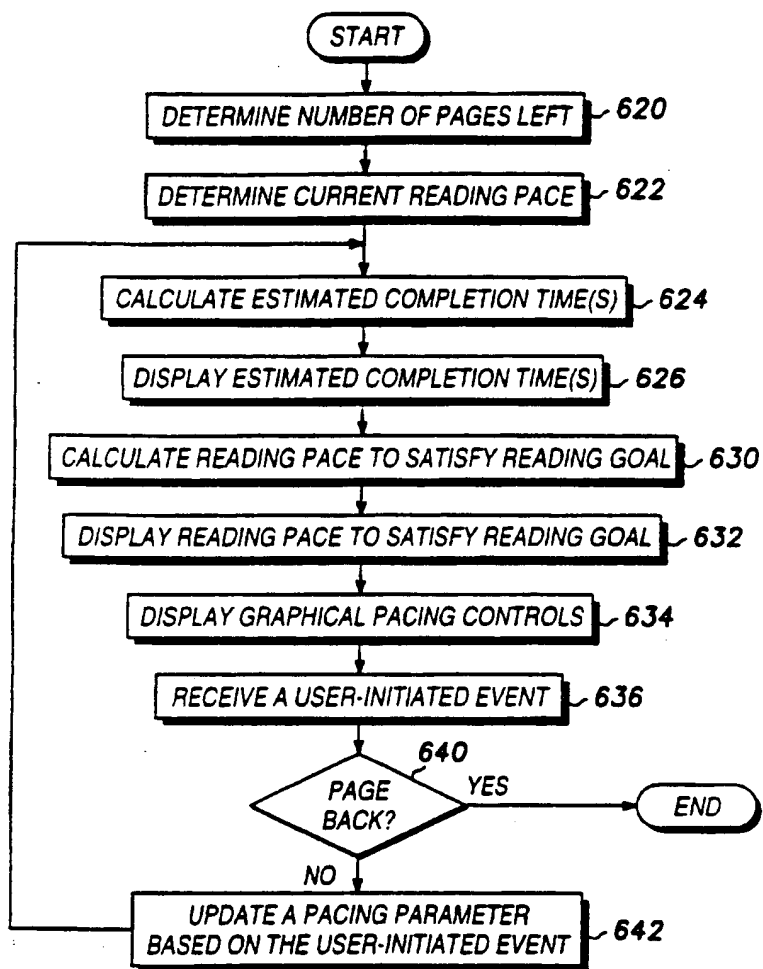 START
DETERMINE NUMBER OF PAGES LEFT 620
DETERMINE CURRENT READING PACE 622
CALCULATE ESTIMATED COMPLETION TIME(S) 624
DISPLAY ESTIMATED COMPLETION TIME(S) 626
CALCULATE READING PACE TO SATISFY READING GOAL 630
DISPLAY READING PACE TO SATISFY READING GOAL 632
DISPLAY GRAPHICAL PACING CONTROLS 634
RECEIVE A USER-INITIATED EVENT 636
640
PAGE
BACK?
YES
END
NO
UPDATE A PACING PARAMETER
BASED ON THE USER-INITIATED EVENT 642